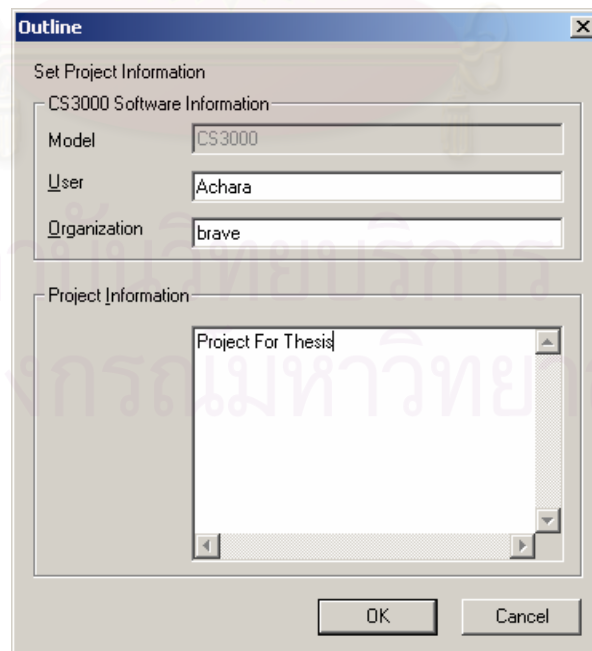 Outline
Set Project Information
CS3000 Software Information
Model
CS3000
User
Achara
Organization
brave
Project Information
Project For Thesis
OK
Cancel